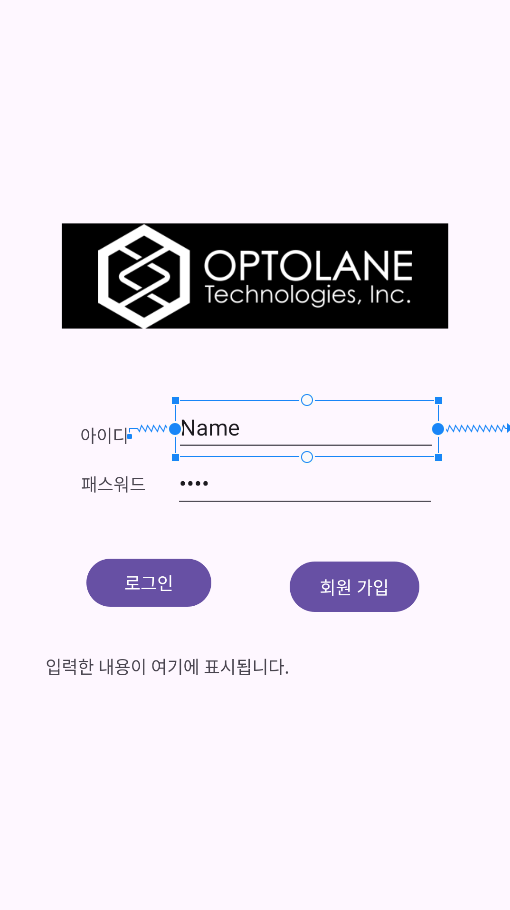 OPTOLANE
Technologies, Inc.
아이디
Name
패스워드
••••
로그인
회원 가입
입력한 내용이 여기에 표시됩니다.